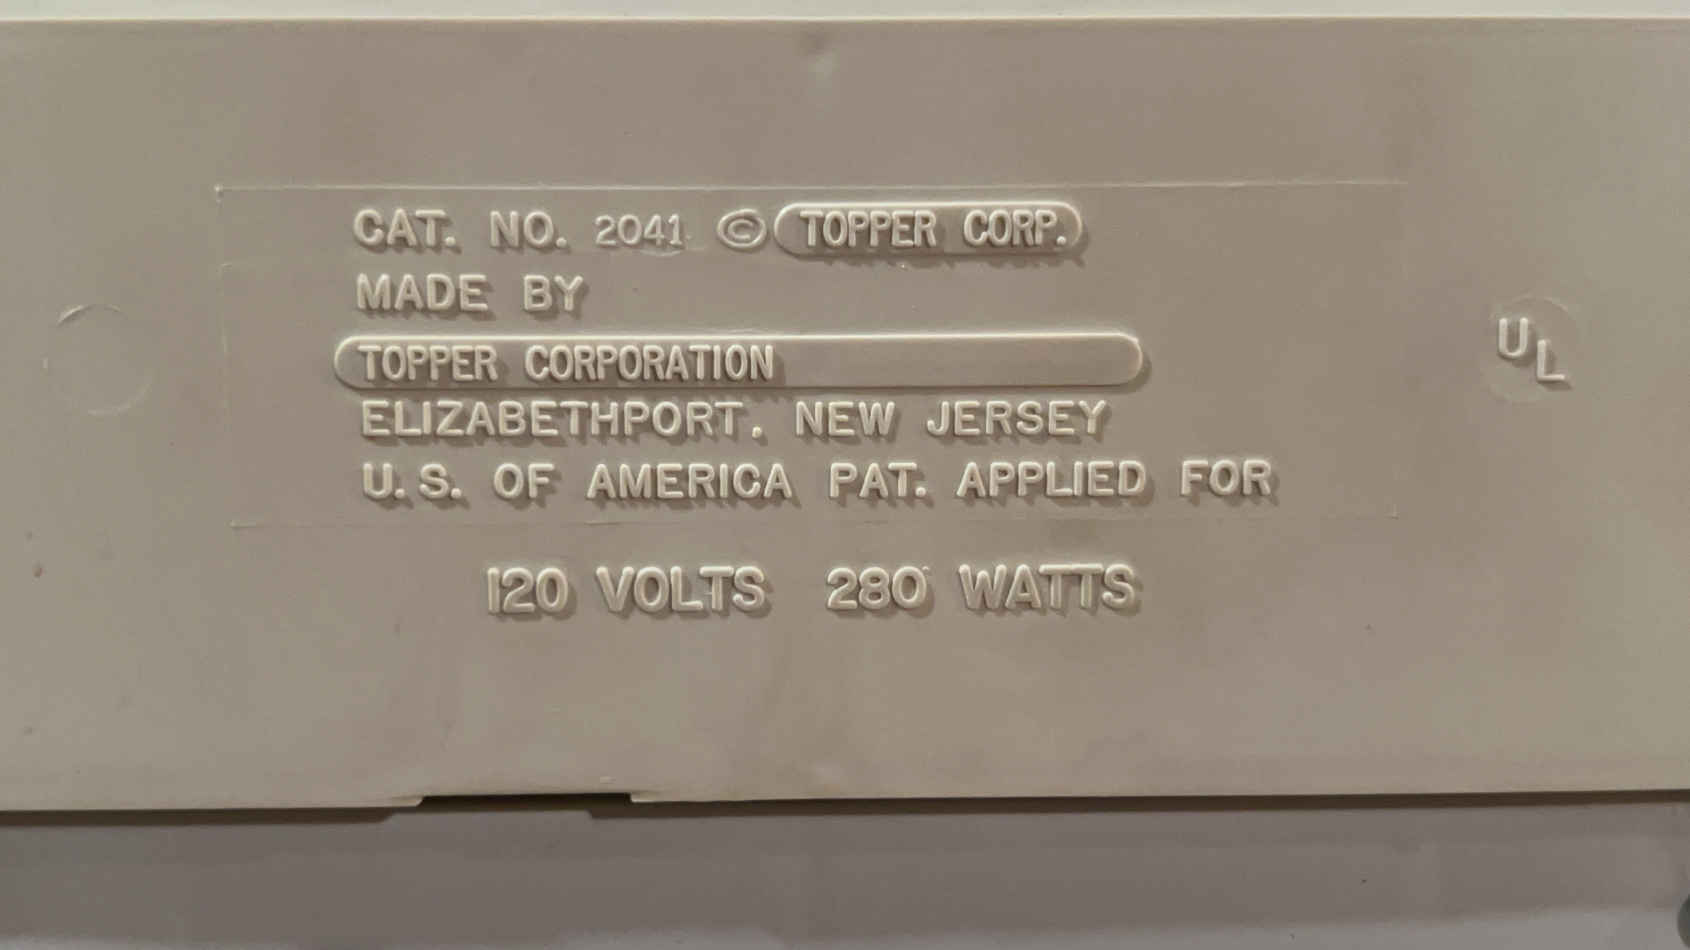 CAT. NO. 2041 © TOPPER CORP.
MADE BY
TOPPER CORPORATION
ELIZABETHPORT, NEW JERSEY
U.S. OF AMERICA PAT. APPLIED FOR
120 VOLTS 280 WATTS
UL